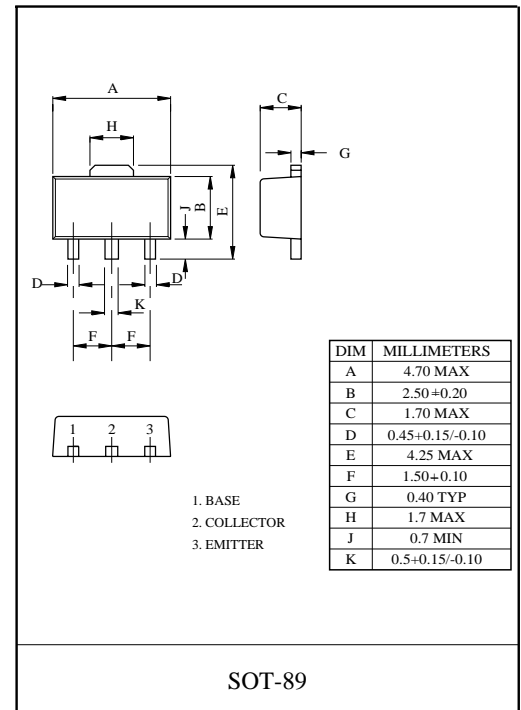 A
H
C
G
J
B
E
D
D
K
F
F
1 2 3
1. BASE
2. COLLECTOR
3. EMITTER
DIM MILLIMETERS
A 4.70 MAX
B 2.50±0.20
C 1.70 MAX
D 0.45+0.15/-0.10
E 4.25 MAX
F 1.50±0.10
G 0.40 TYP
H 1.7 MAX
J 0.7 MIN
K 0.5+0.15/-0.10
SOT-89